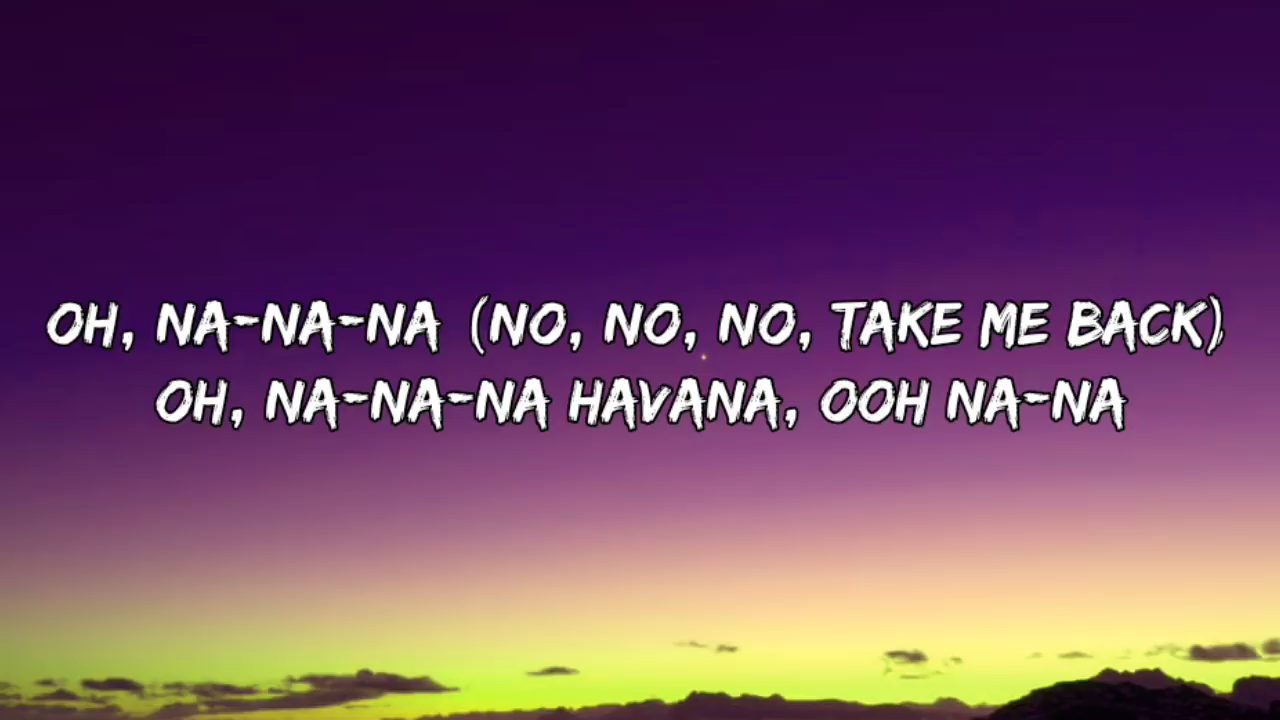 OH, NA-NA-NA (NO, NO, NO, TAKE ME BACK)
OH, NA-NA-NA HAVANA, OOH NA-NA